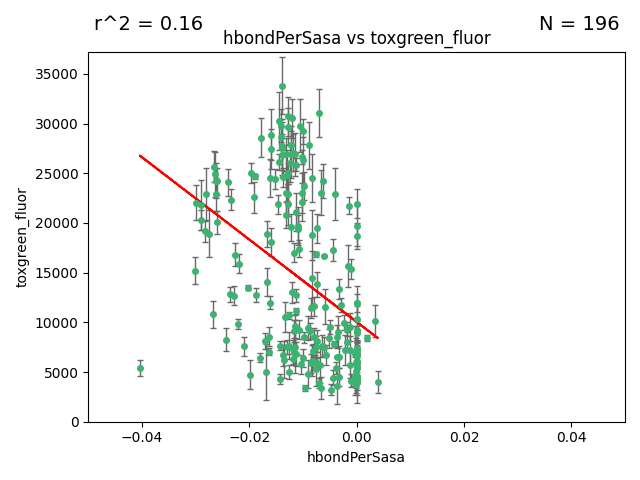 r^2 = 0.16
N = 196
hbondPerSasa vs toxgreen_fluor
35000
30000
25000
20000
15000
10000
5000
0
toxgreen_fluor
−0.04
−0.02
0.00
0.02
0.04
hbondPerSasa